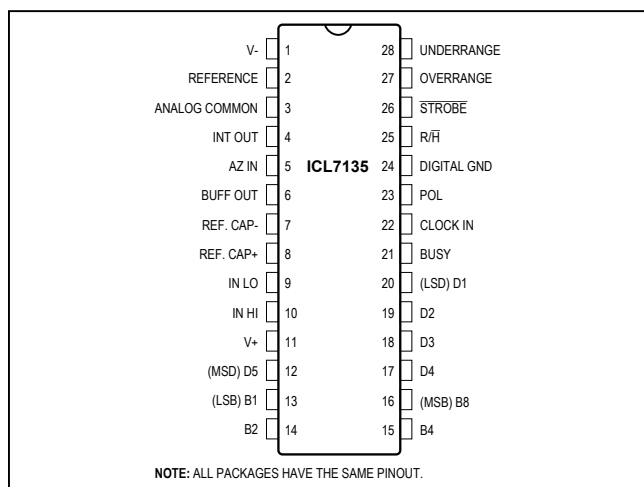 V- 1 28 UNDERRANGE
REFERENCE 2 27 OVERRANGE
ANALOG COMMON 3 26 STROBE
INT OUT 4 25 R/H
AZ IN 5 ICL7135 24 DIGITAL GND
BUFF OUT 6 23 POL
REF. CAP- 7 22 CLOCK IN
REF. CAP+ 8 21 BUSY
IN LO 9 20 (LSD) D1
IN HI 10 19 D2
V+ 11 18 D3
(MSD) D5 12 17 D4
(LSB) B1 13 16 (MSB) B8
B2 14 15 B4
NOTE: ALL PACKAGES HAVE THE SAME PINOUT.